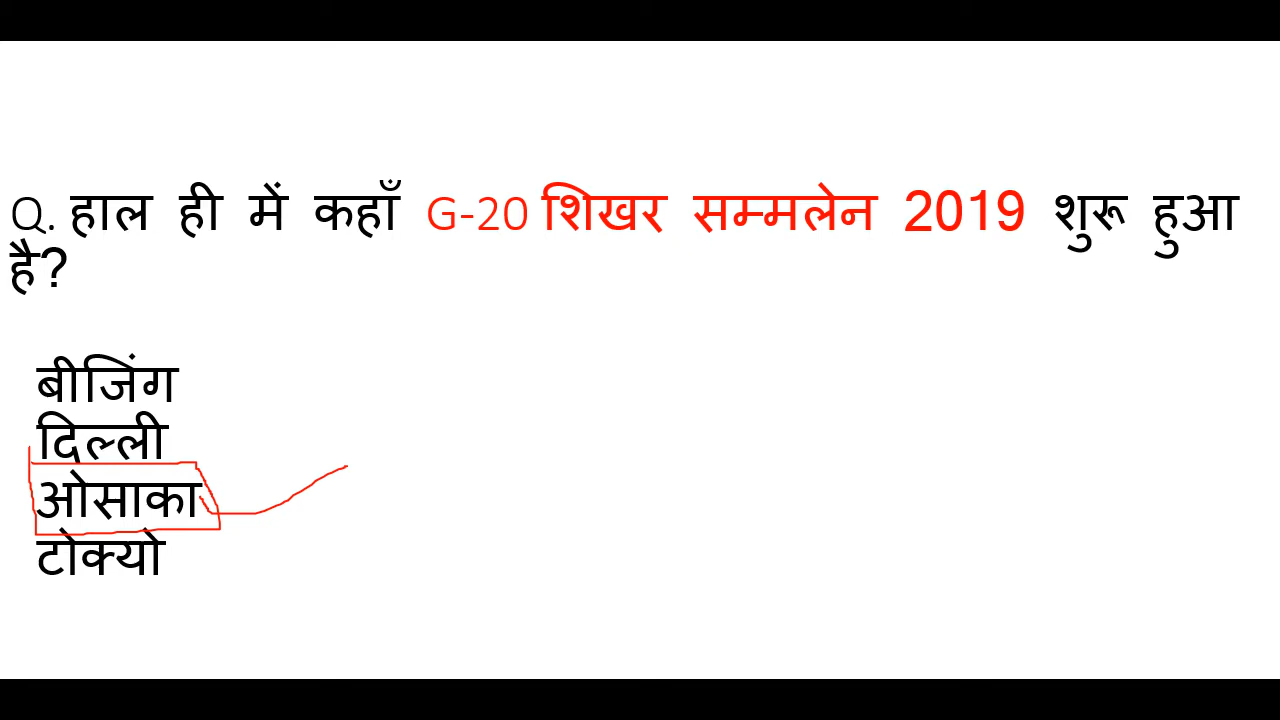 Q. हाल ही में कहाँ G-20 शिखर सम्मलेन 2019 शुरू हुआ
है?
बीजिंग
दिल्ली
ओसाका
टोक्यो